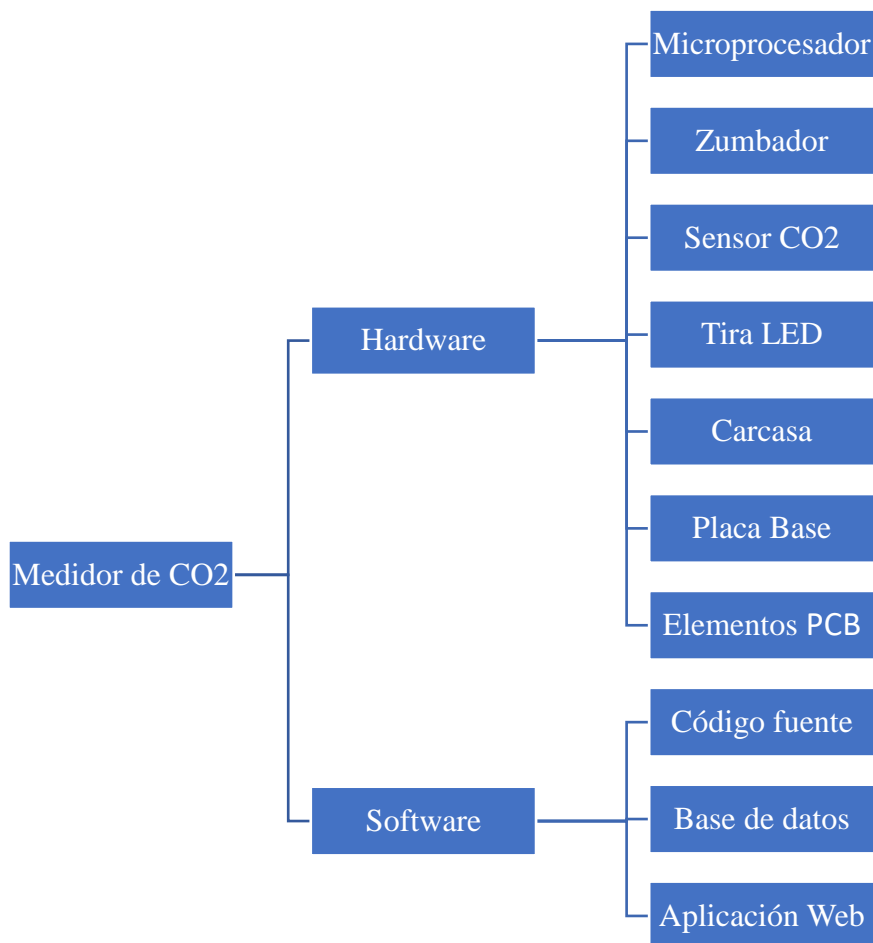 Microprocesador
Zumbador
Sensor CO2
Tira LED
Hardware
Carcasa
Placa Base
Medidor de CO2
Elementos PCB
Código fuente
Software
Base de datos
Aplicación Web